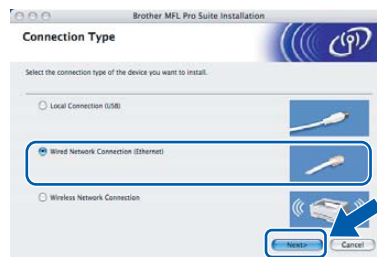 Brother MFL Pro Suite Installation
Connection Type
Select the connection type of the device you want to install.
Local Connection (USB)
Wired Network Connection (Ethernet)
Wireless Network Connection
Next> Cancel